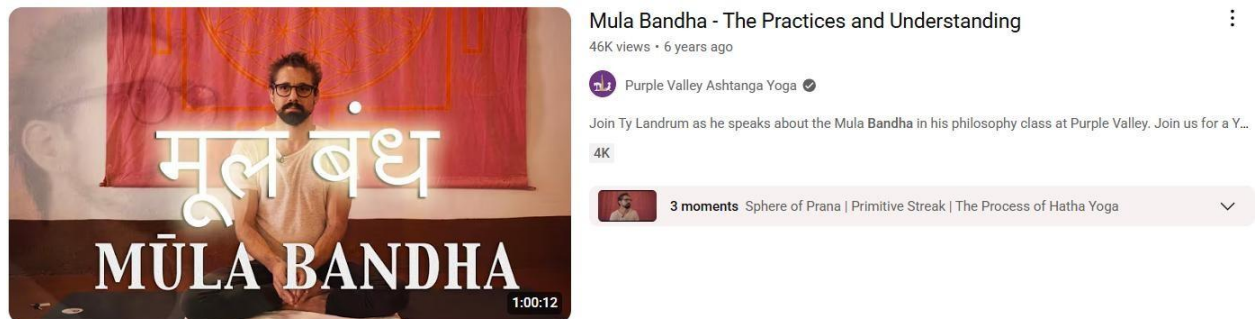 मूल बंध
MŪLA BANDHA
1:00:12
Mula Bandha - The Practices and Understanding
46K views • 6 years ago
Purple Valley Ashtanga Yoga
Join Ty Landrum as he speaks about the Mula Bandha in his philosophy class at Purple Valley. Join us for a Y...
4K
3 moments Sphere of Prana | Primitive Streak | The Process of Hatha Yoga